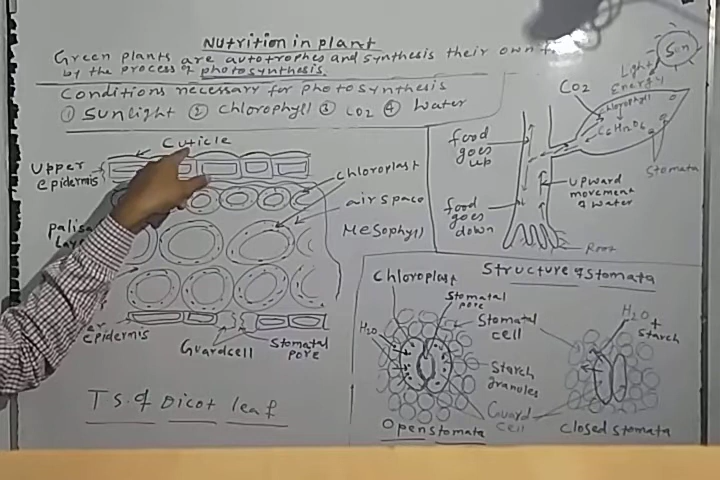 Nutrition in plant
Green plants are autotrophes and synthesis their own
by the process of photosynthesis.
Conditions necessary for photosynthesis
① Sunlight ② Chlorophyll ③ CO2 ④ Water
Cuticle
Upper
epidermis
chloroplast
air space
Mesophyll
epidermis
Guardcell
Stomatal
pore
T.S. of Dicot leaf
Sun
Light
Energy
CO2
Chlorophyll
C6H12O6
Stomata
food
goes
up
food
goes
down
upward
movement
of water
Root
Structure of Stomata
Chloroplast
Stomatal
pore
H2O
Stomatal
cell
Starch
granules
Guard
cell
Open stomata
H2O
+
Starch
Closed stomata